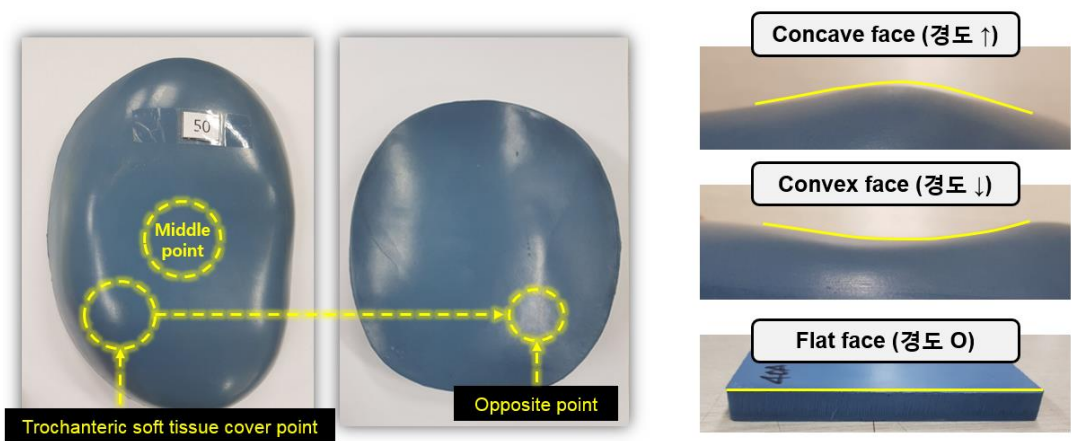 50
Middle
point
Trochanteric soft tissue cover point
Opposite point
Concave face (경도 ↑)
Convex face (경도 ↓)
Flat face (경도 O)